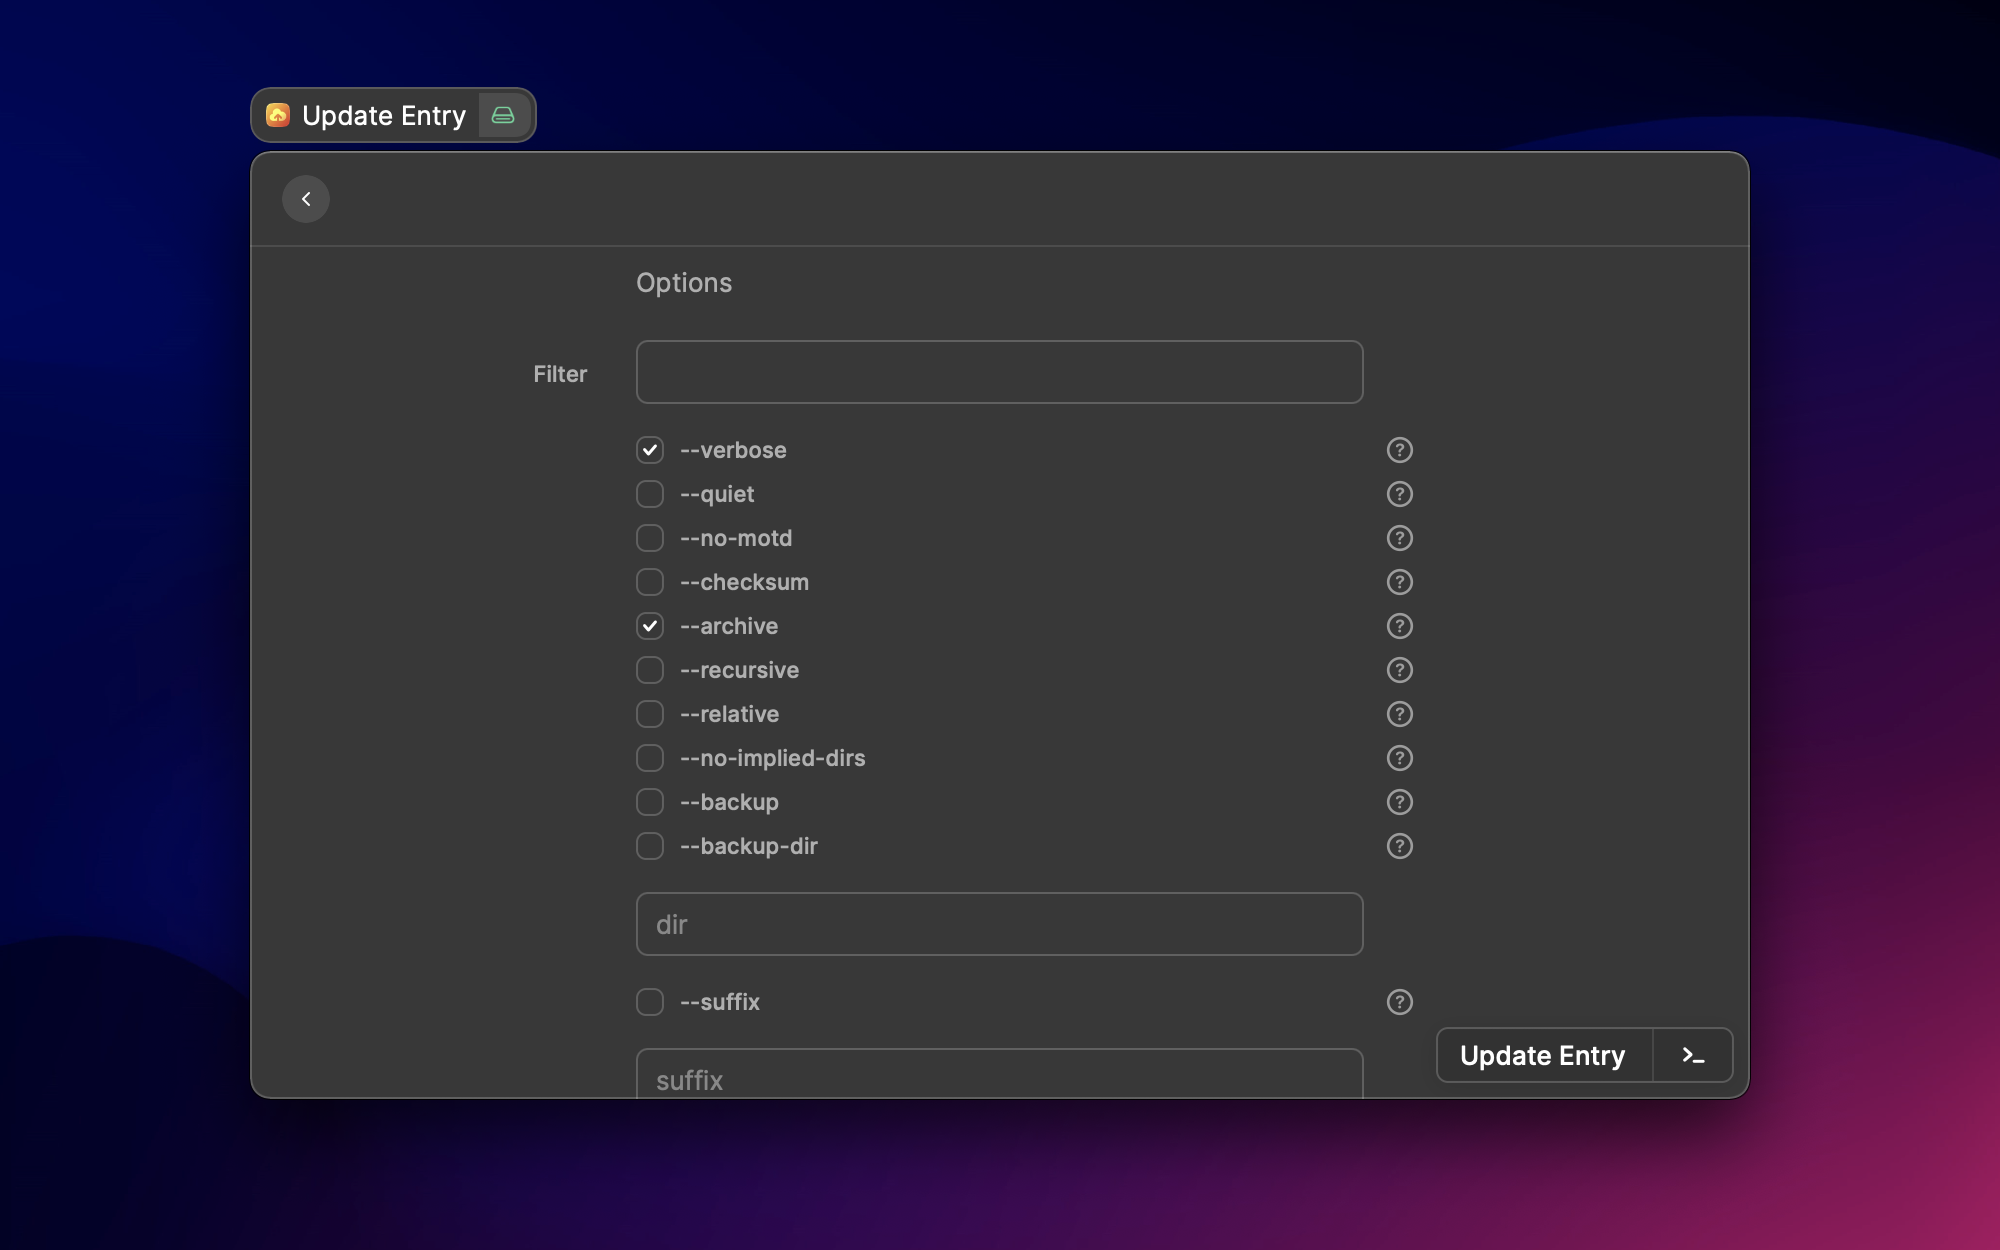 Update Entry
Options
Filter
--verbose
--quiet
--no-motd
--checksum
--archive
--recursive
--relative
--no-implied-dirs
--backup
--backup-dir
dir
--suffix
suffix
Update Entry